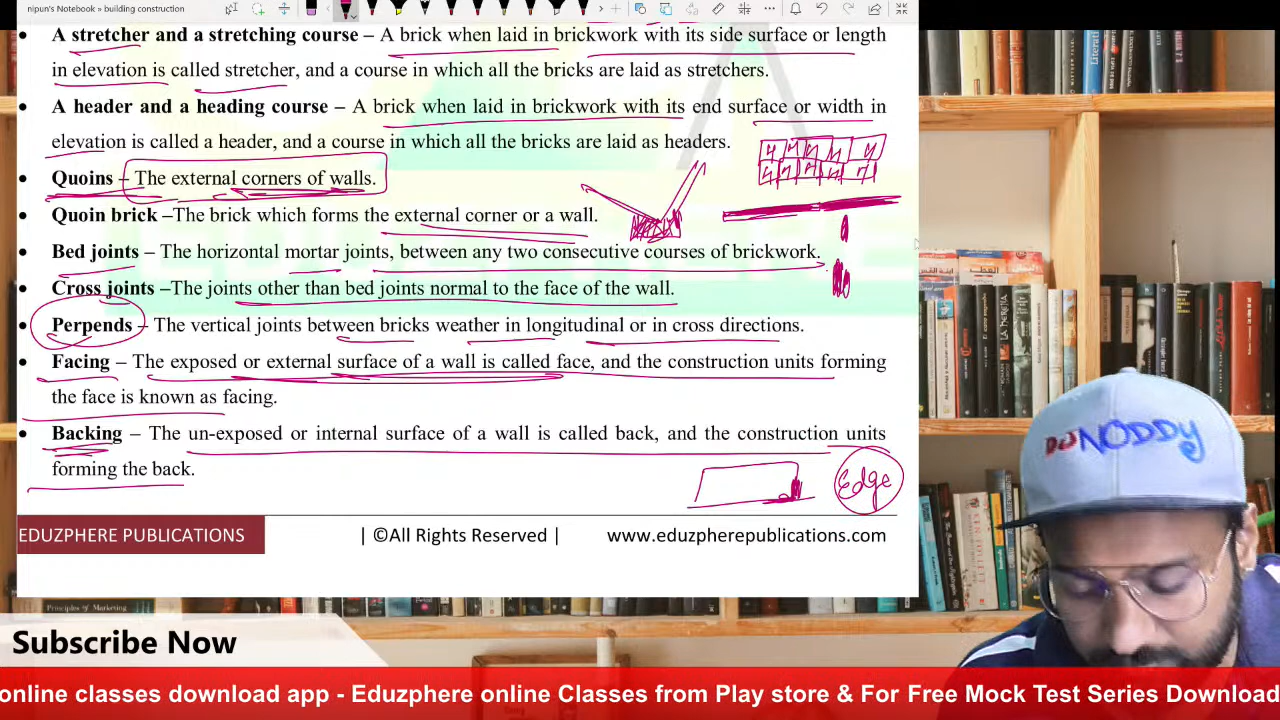 nipun's Notebook » building construction
• A stretcher and a stretching course – A brick when laid in brickwork with its side surface or length
in elevation is called stretcher, and a course in which all the bricks are laid as stretchers.
• A header and a heading course – A brick when laid in brickwork with its end surface or width in
elevation is called a header, and a course in which all the bricks are laid as headers.
• Quoins – The external corners of walls.
• Quoin brick –The brick which forms the external corner or a wall.
• Bed joints – The horizontal mortar joints, between any two consecutive courses of brickwork.
• Cross joints –The joints other than bed joints normal to the face of the wall.
• Perpends – The vertical joints between bricks weather in longitudinal or in cross directions.
• Facing – The exposed or external surface of a wall is called face, and the construction units forming
the face is known as facing.
• Backing – The un-exposed or internal surface of a wall is called back, and the construction units
forming the back.
Edge
EDUZPHERE PUBLICATIONS | ©All Rights Reserved | www.eduzpherepublications.com
DJ NODDY
Principles of Marketing
Subscribe Now
online classes download app - Eduzphere online Classes from Play store & For Free Mock Test Series Download